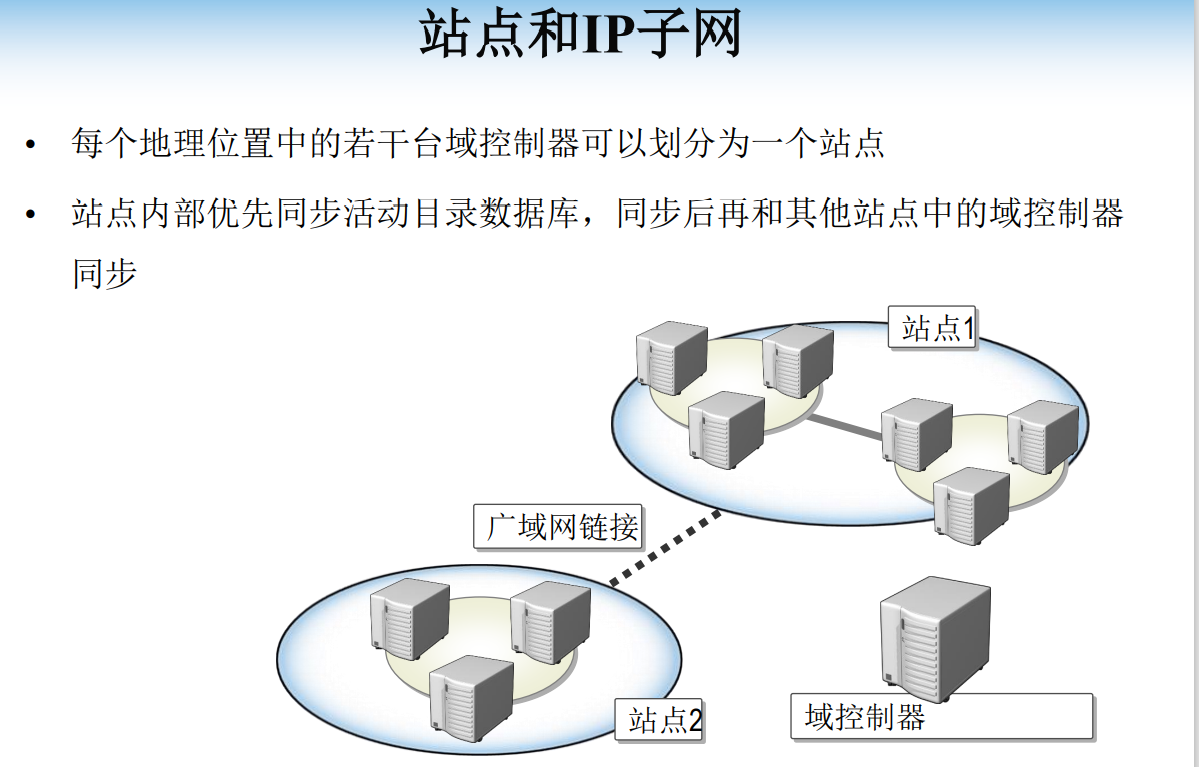 站点和IP子网
• 每个地理位置中的若干台域控制器可以划分为一个站点
• 站点内部优先同步活动目录数据库，同步后再和其他站点中的域控制器
同步
站点1
广域网链接
站点2
域控制器